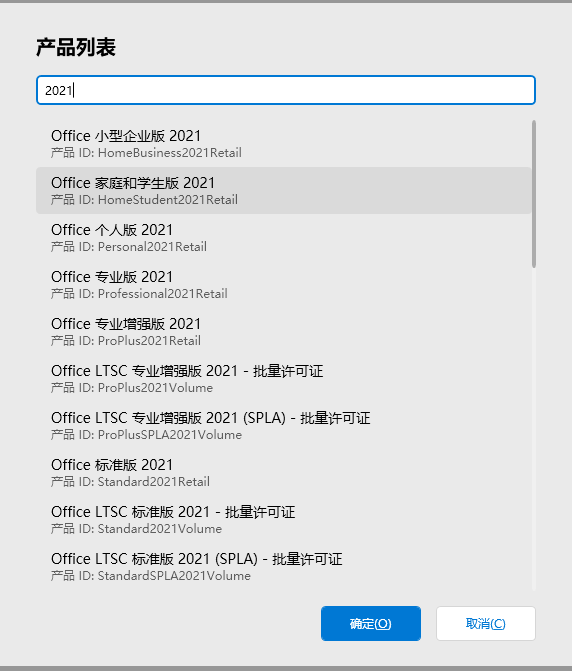 产品列表
2021
Office 小型企业版 2021
产品 ID: HomeBusiness2021Retail
Office 家庭和学生版 2021
产品 ID: HomeStudent2021Retail
Office 个人版 2021
产品 ID: Personal2021Retail
Office 专业版 2021
产品 ID: Professional2021Retail
Office 专业增强版 2021
产品 ID: ProPlus2021Retail
Office LTSC 专业增强版 2021 - 批量许可证
产品 ID: ProPlus2021Volume
Office LTSC 专业增强版 2021 (SPLA) - 批量许可证
产品 ID: ProPlusSPLA2021Volume
Office 标准版 2021
产品 ID: Standard2021Retail
Office LTSC 标准版 2021 - 批量许可证
产品 ID: Standard2021Volume
Office LTSC 标准版 2021 (SPLA) - 批量许可证
产品 ID: StandardSPLA2021Volume
确定(O) 取消(C)